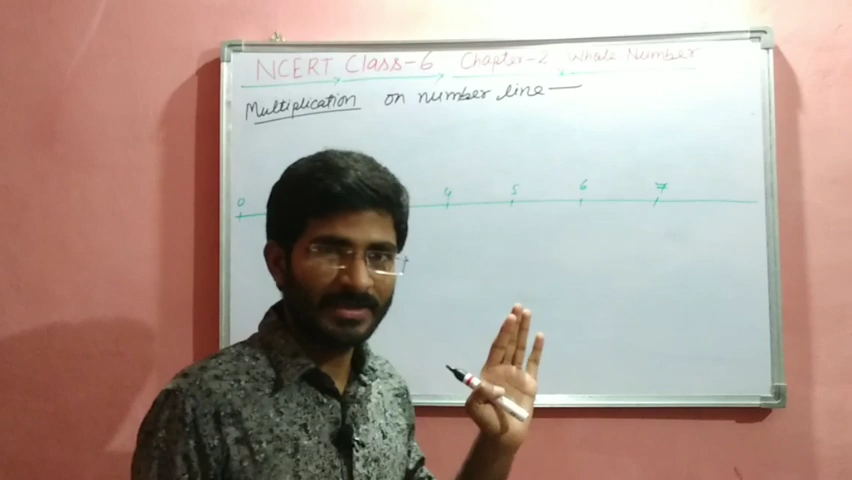 NCERT Class-6 Chapter-2 Whole Number
Multiplication on number line
0 4 5 6 7